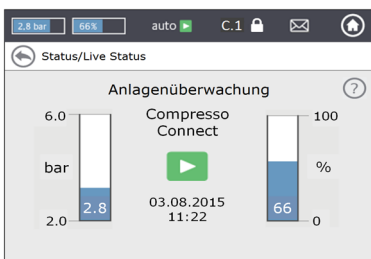 2,8 bar 66% auto C.1
Status/Live Status
Anlagenüberwachung
?
6.0 Compresso 100
Connect
bar %
2.8 03.08.2015 66
11:22
2.0 0